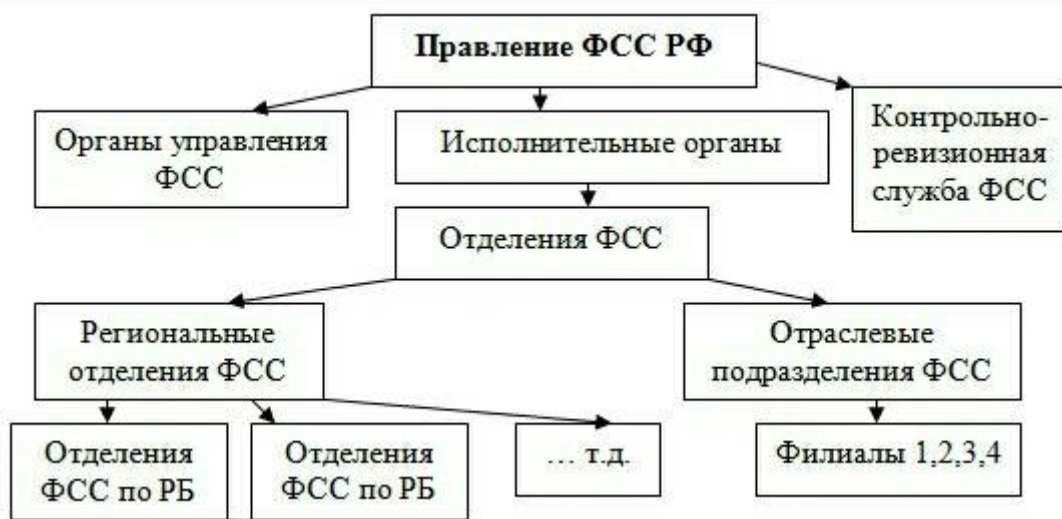 Правление ФСС РФ
Органы управления
ФСС
Исполнительные органы
Контрольно-
ревизионная
служба ФСС
Отделения ФСС
Региональные
отделения ФСС
Отраслевые
подразделения ФСС
Отделения
ФСС по РБ
Отделения
ФСС по РБ
… т.д.
Филиалы 1,2,3,4